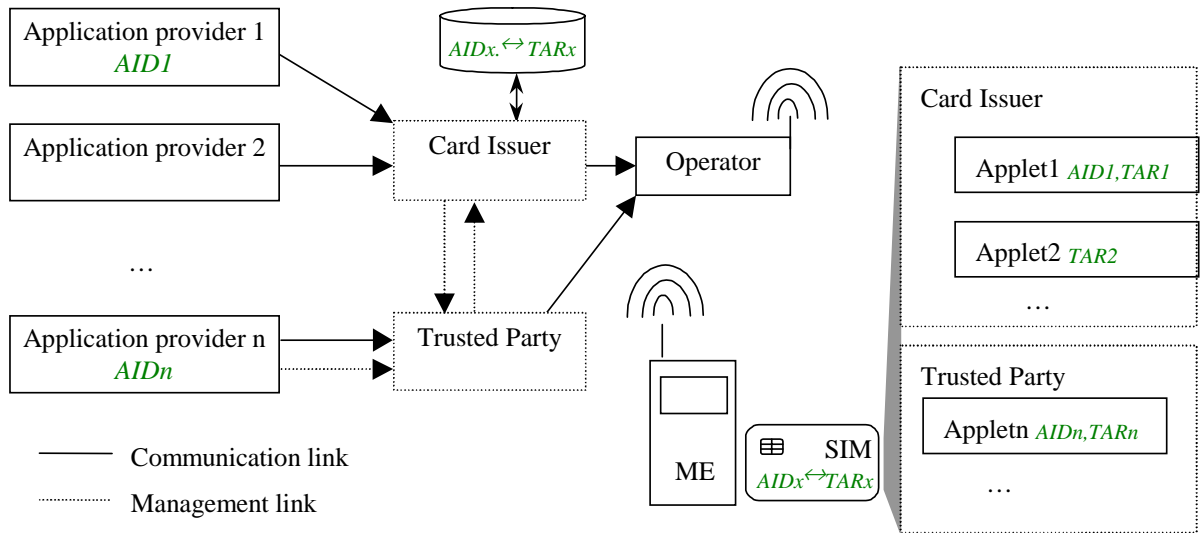 Application provider 1
AID1
AIDx.↔TARx
Application provider 2
Card Issuer
Operator
…
Application provider n
AIDn
Trusted Party
Communication link
Management link
ME
SIM
AIDx↔TARx
Card Issuer
Applet1 AID1,TAR1
Applet2 TAR2
…
Trusted Party
Appletn AIDn,TARn
…